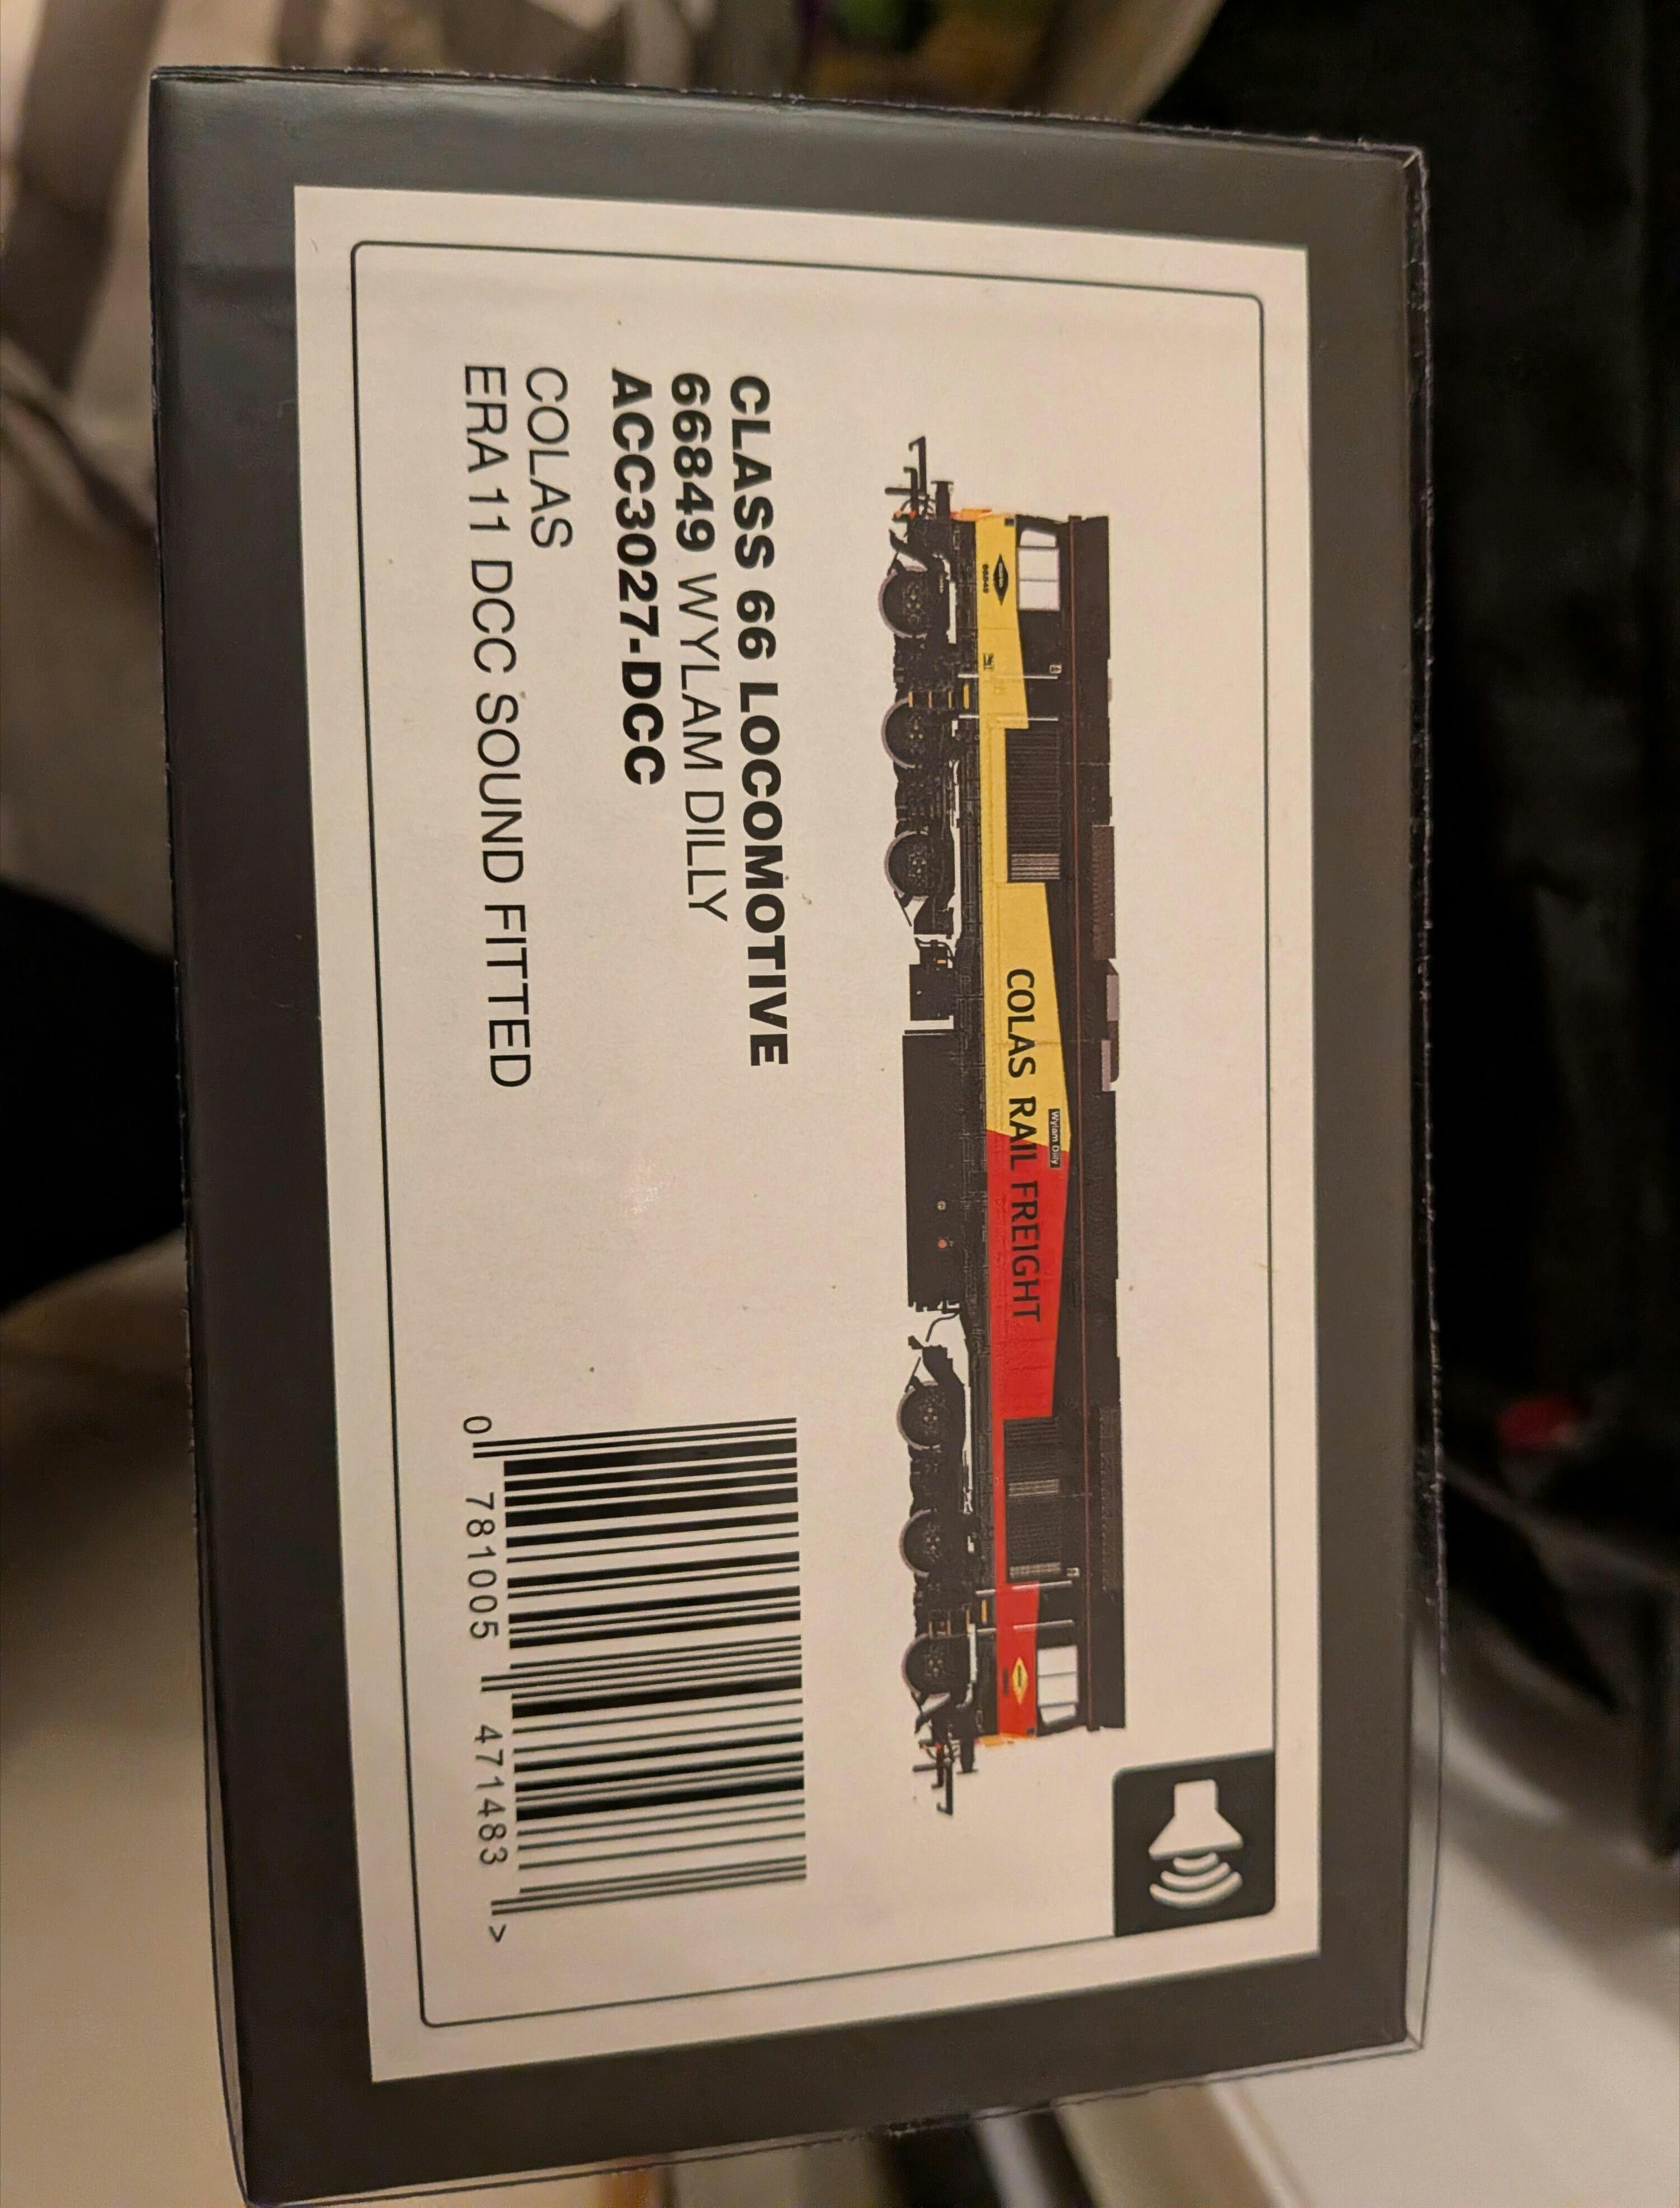 Wylam Dilly
COLAS RAIL FREIGHT
66849
CLASS 66 LOCOMOTIVE
66849 WYLAM DILLY
ACC3027-DCC
COLAS
ERA 11 DCC SOUND FITTED
0 781005 471483 >